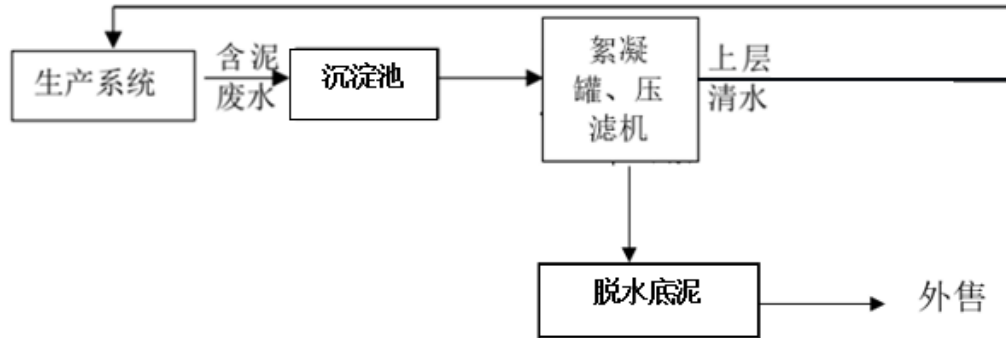 生产系统
含泥
废水
沉淀池
絮凝
罐、压
滤机
上层
清水
脱水底泥
外售